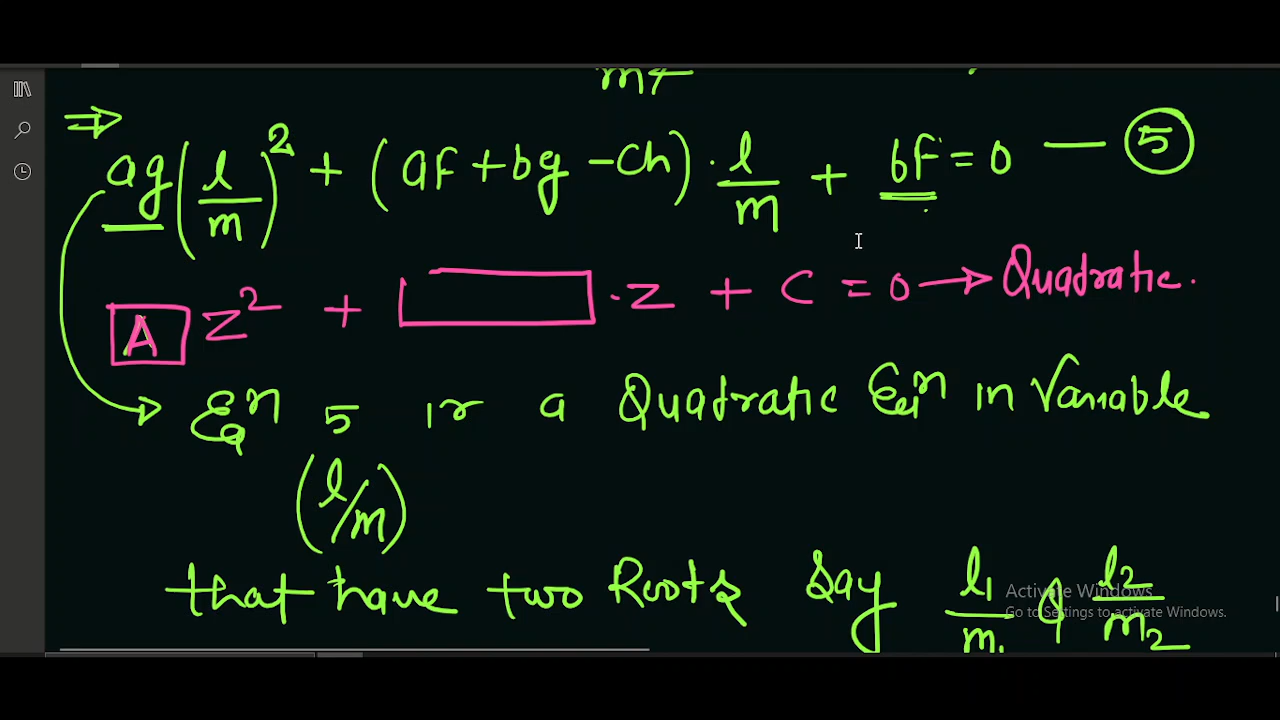 ⇒ ag(l/m)² + (aF + bg - Ch) · l/m + bF = 0 — 5
A z² + · z + C = 0 → Quadratic.
Eqn 5 is a Quadratic Eqn in Variable
(l/m)
that have two Roots Say l1/m1 & l2/m2
Activate Windows
Go to Settings to activate Windows.